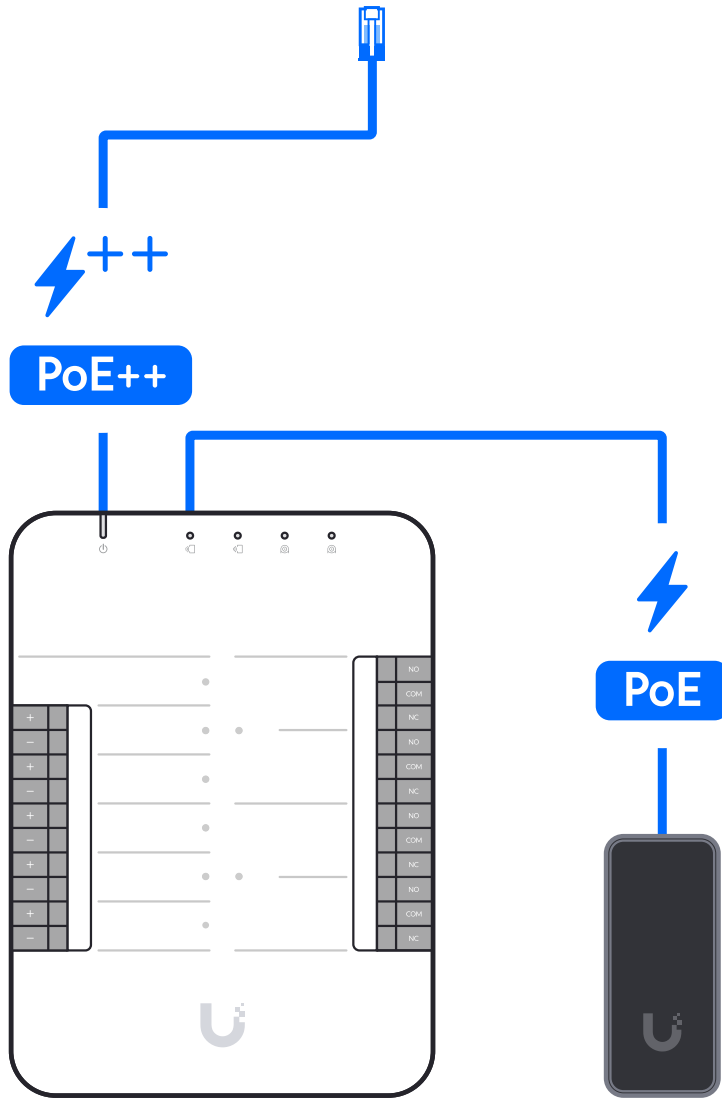 ++
PoE++
PoE
NO
COM
+ NC
− NO
+ COM
− NC
+ NO
− COM
+ NC
− NO
+ COM
− NC
U
U